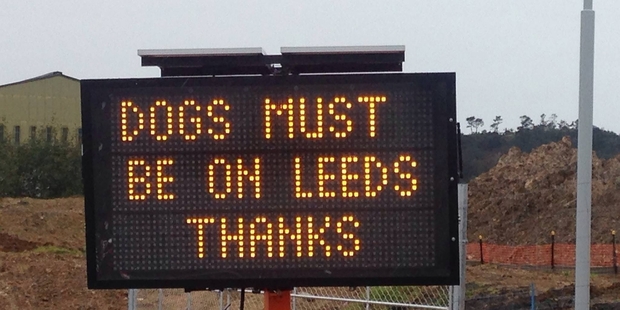 DOGS MUST
BE ON LEEDS
THANKS